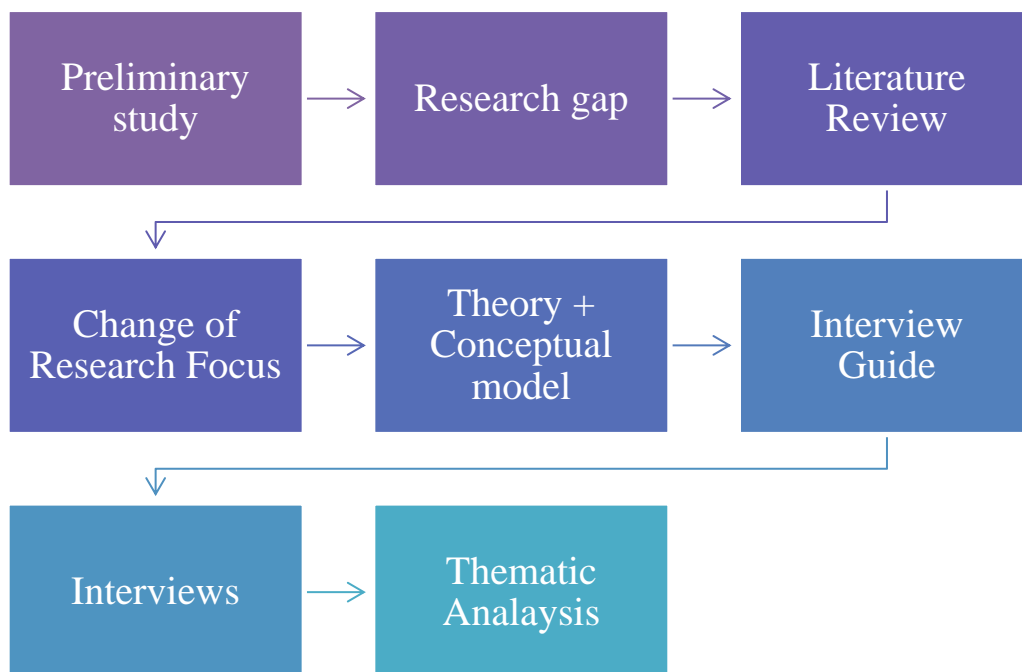 Preliminary
study
Research gap
Literature
Review
Change of
Research Focus
Theory +
Conceptual
model
Interview
Guide
Interviews
Thematic
Analaysis